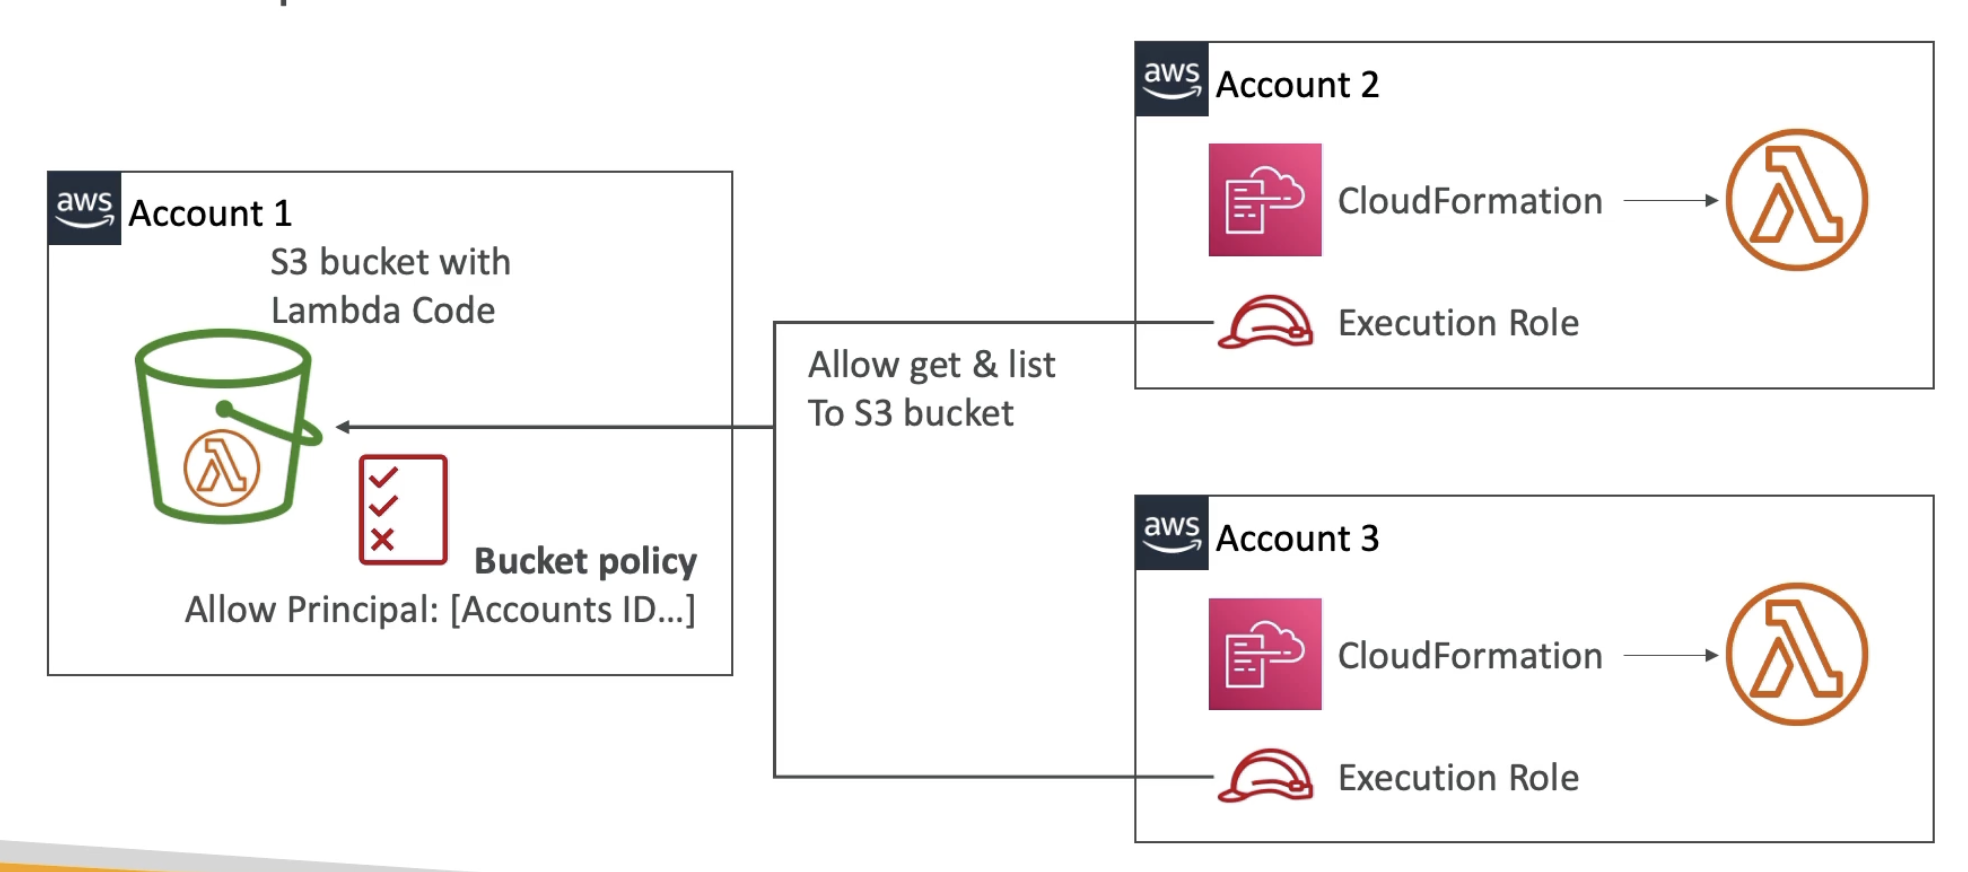 aws Account 1
S3 bucket with
Lambda Code
Bucket policy
Allow Principal: [Accounts ID...]
Allow get & list
To S3 bucket
aws Account 2
CloudFormation
Execution Role
aws Account 3
CloudFormation
Execution Role